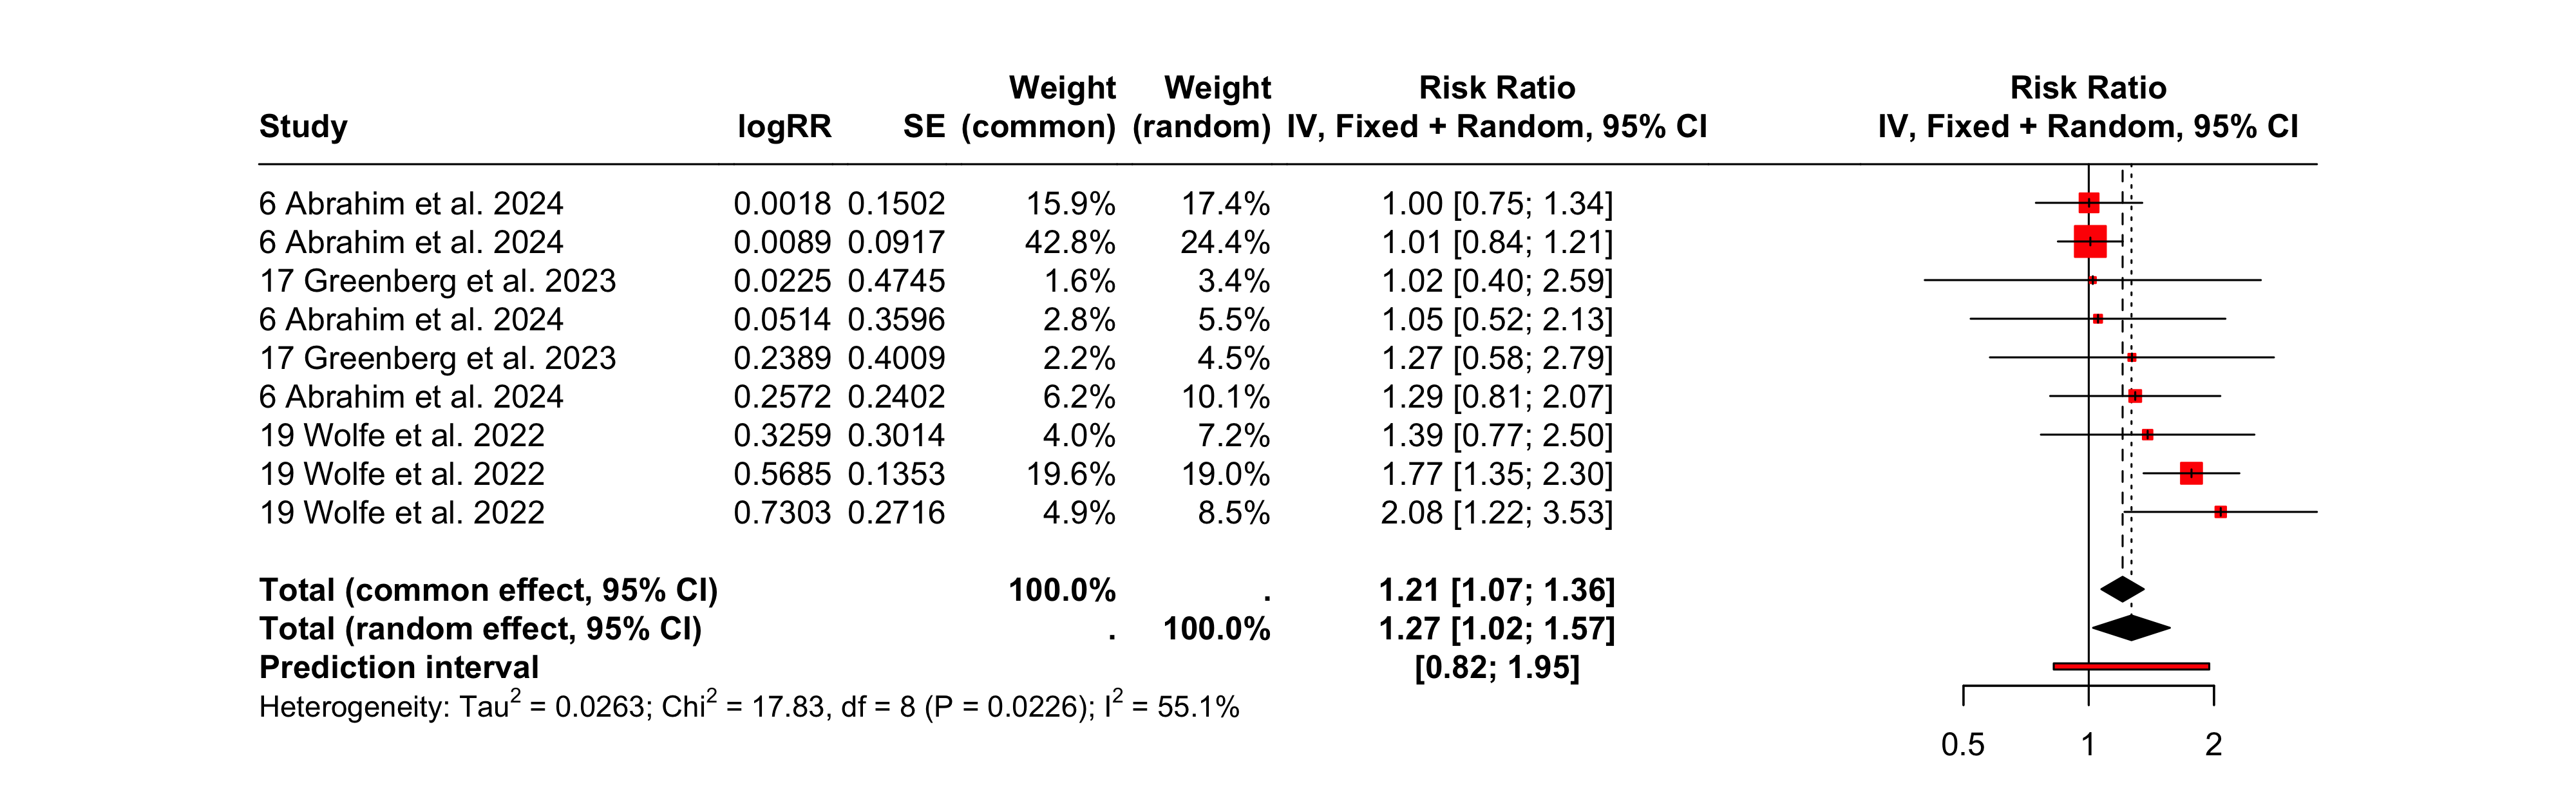 Weight Weight Risk Ratio Risk Ratio
Study logRR SE (common) (random) IV, Fixed + Random, 95% CI IV, Fixed + Random, 95% CI
6 Abrahim et al. 2024 0.0018 0.1502 15.9% 17.4% 1.00 [0.75; 1.34]
6 Abrahim et al. 2024 0.0089 0.0917 42.8% 24.4% 1.01 [0.84; 1.21]
17 Greenberg et al. 2023 0.0225 0.4745 1.6% 3.4% 1.02 [0.40; 2.59]
6 Abrahim et al. 2024 0.0514 0.3596 2.8% 5.5% 1.05 [0.52; 2.13]
17 Greenberg et al. 2023 0.2389 0.4009 2.2% 4.5% 1.27 [0.58; 2.79]
6 Abrahim et al. 2024 0.2572 0.2402 6.2% 10.1% 1.29 [0.81; 2.07]
19 Wolfe et al. 2022 0.3259 0.3014 4.0% 7.2% 1.39 [0.77; 2.50]
19 Wolfe et al. 2022 0.5685 0.1353 19.6% 19.0% 1.77 [1.35; 2.30]
19 Wolfe et al. 2022 0.7303 0.2716 4.9% 8.5% 2.08 [1.22; 3.53]
Total (common effect, 95% CI) 100.0% . 1.21 [1.07; 1.36]
Total (random effect, 95% CI) . 100.0% 1.27 [1.02; 1.57]
Prediction interval [0.82; 1.95]
Heterogeneity: Tau² = 0.0263; Chi² = 17.83, df = 8 (P = 0.0226); I² = 55.1%
0.5 1 2